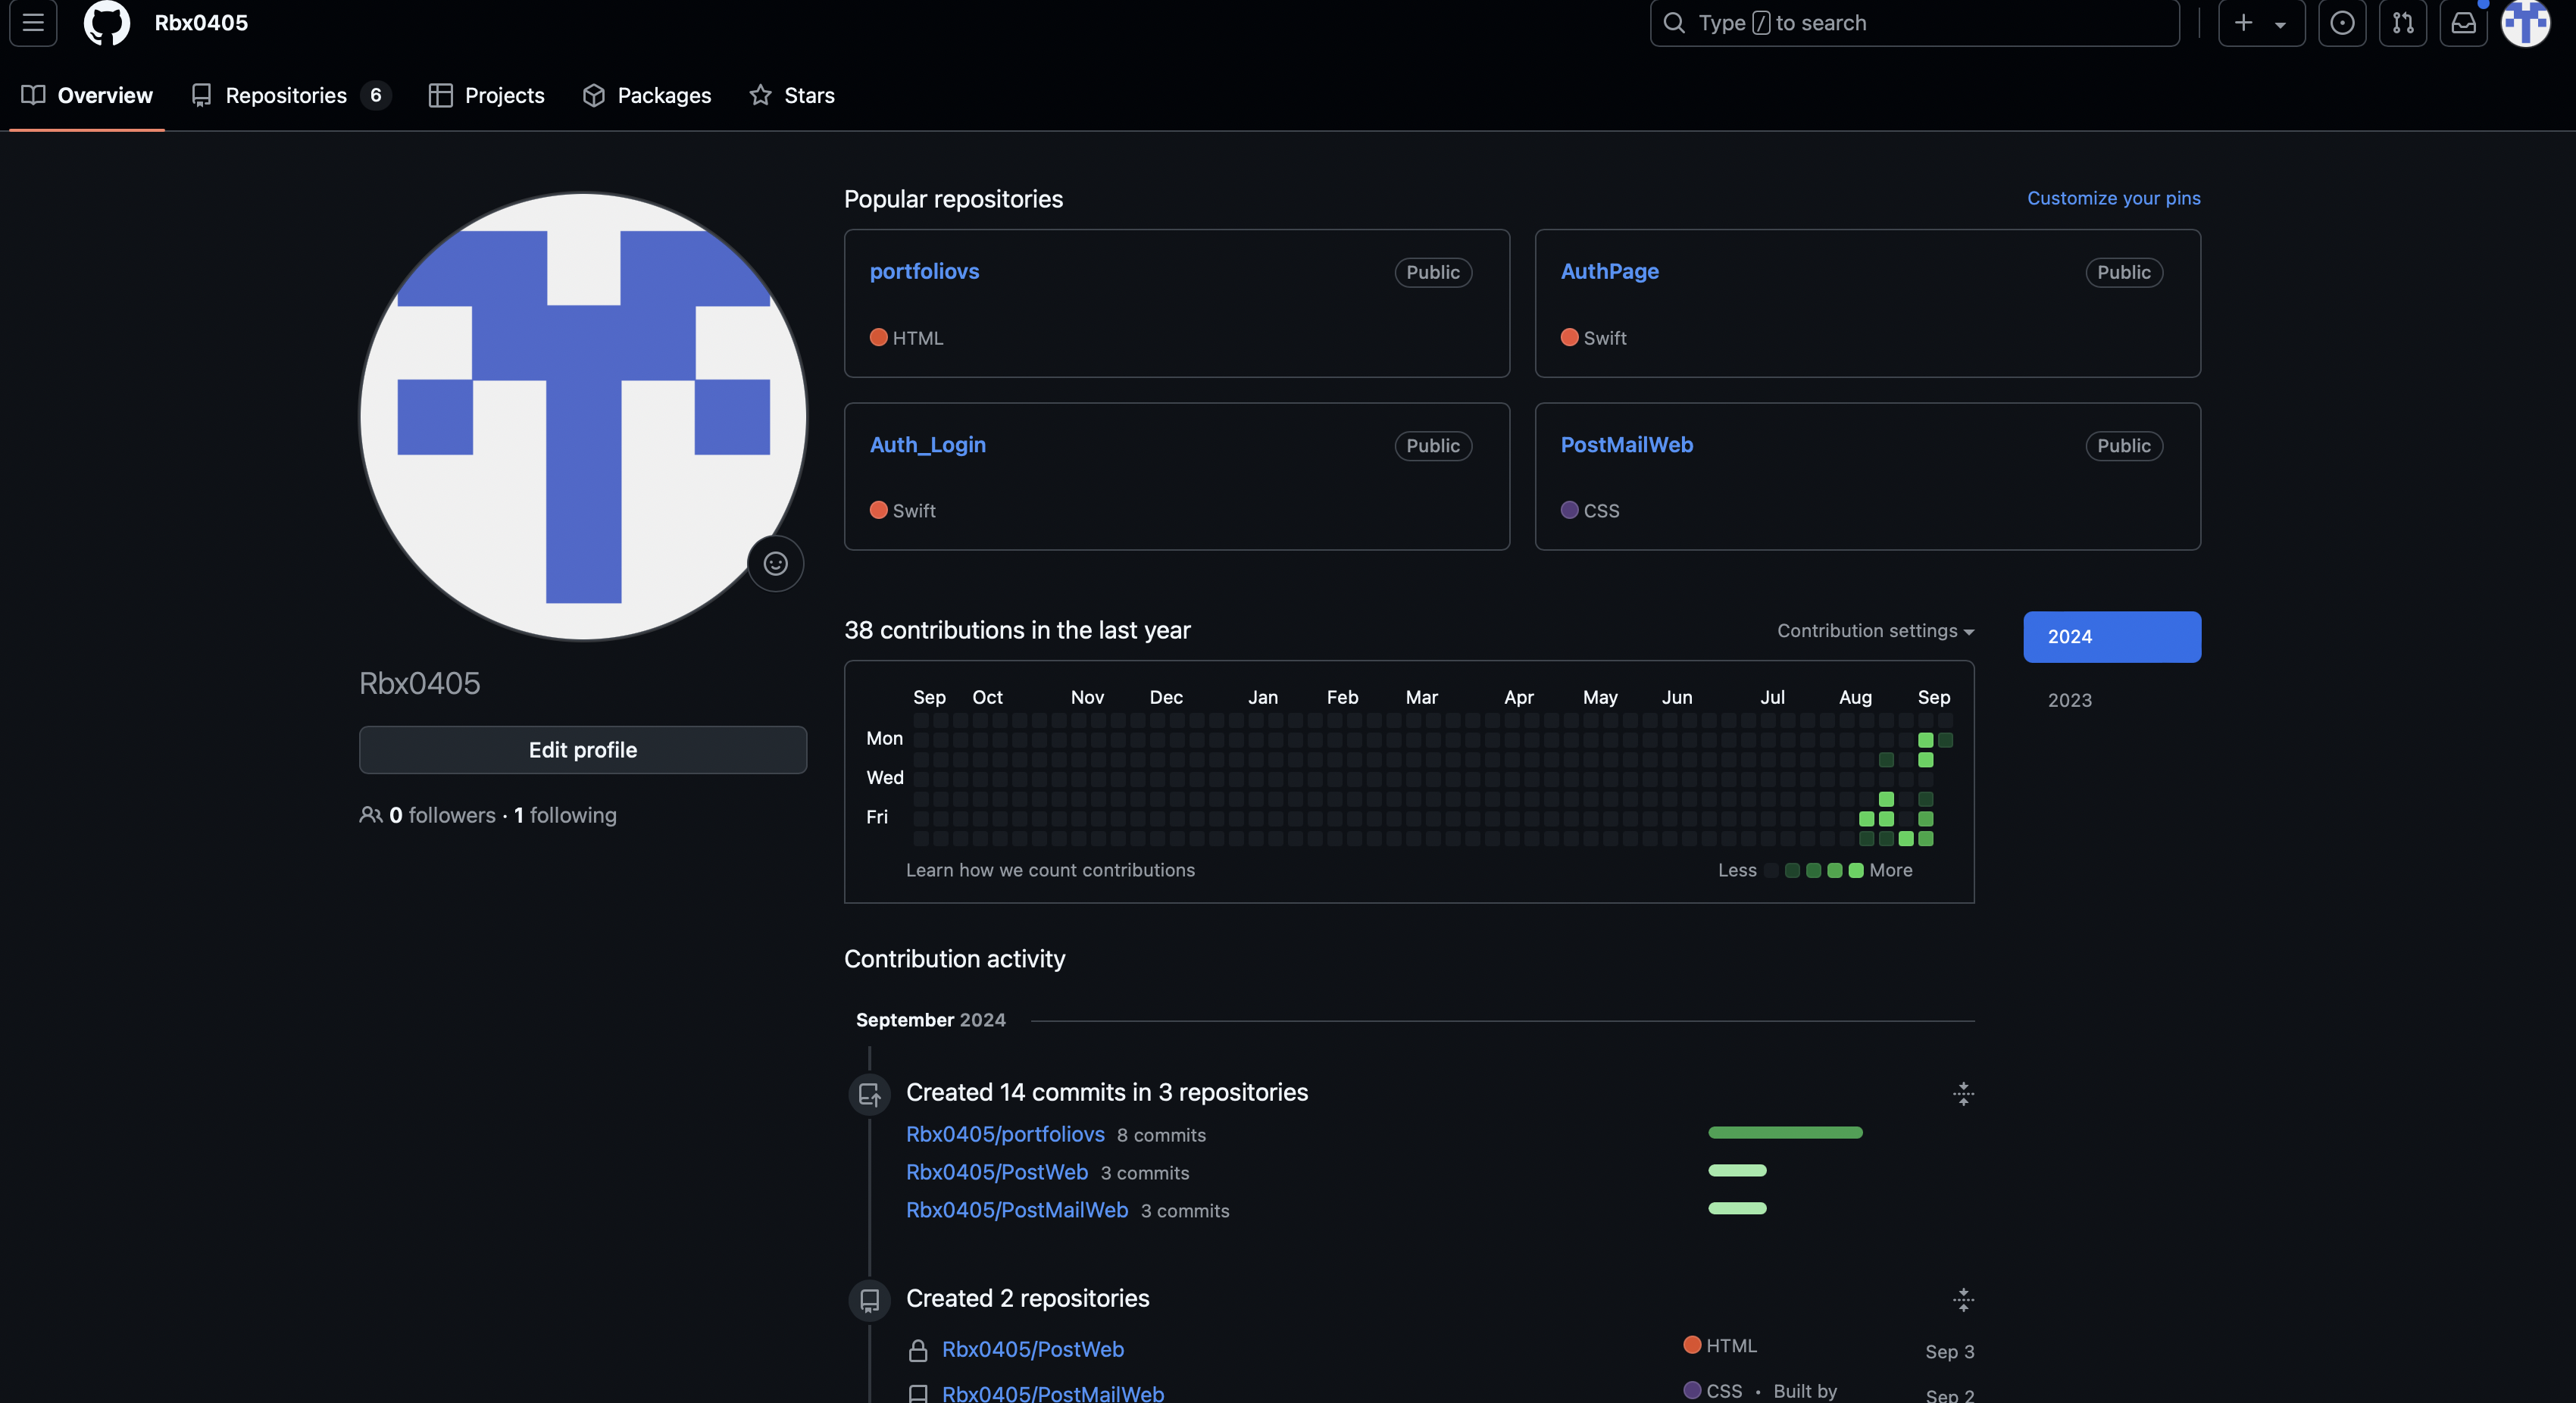 Rbx0405
Type / to search
Overview Repositories 6 Projects Packages Stars
Popular repositories
Customize your pins
portfoliovs Public
HTML
AuthPage Public
Swift
Auth_Login Public
Swift
PostMailWeb Public
CSS
Rbx0405
Edit profile
0 followers · 1 following
38 contributions in the last year
Contribution settings
2024
2023
Sep Oct Nov Dec Jan Feb Mar Apr May Jun Jul Aug Sep
Mon
Wed
Fri
Learn how we count contributions
Less More
Contribution activity
September 2024
Created 14 commits in 3 repositories
Rbx0405/portfoliovs 8 commits
Rbx0405/PostWeb 3 commits
Rbx0405/PostMailWeb 3 commits
Created 2 repositories
Rbx0405/PostWeb HTML Sep 3
Rbx0405/PostMailWeb CSS • Built by Sep 2